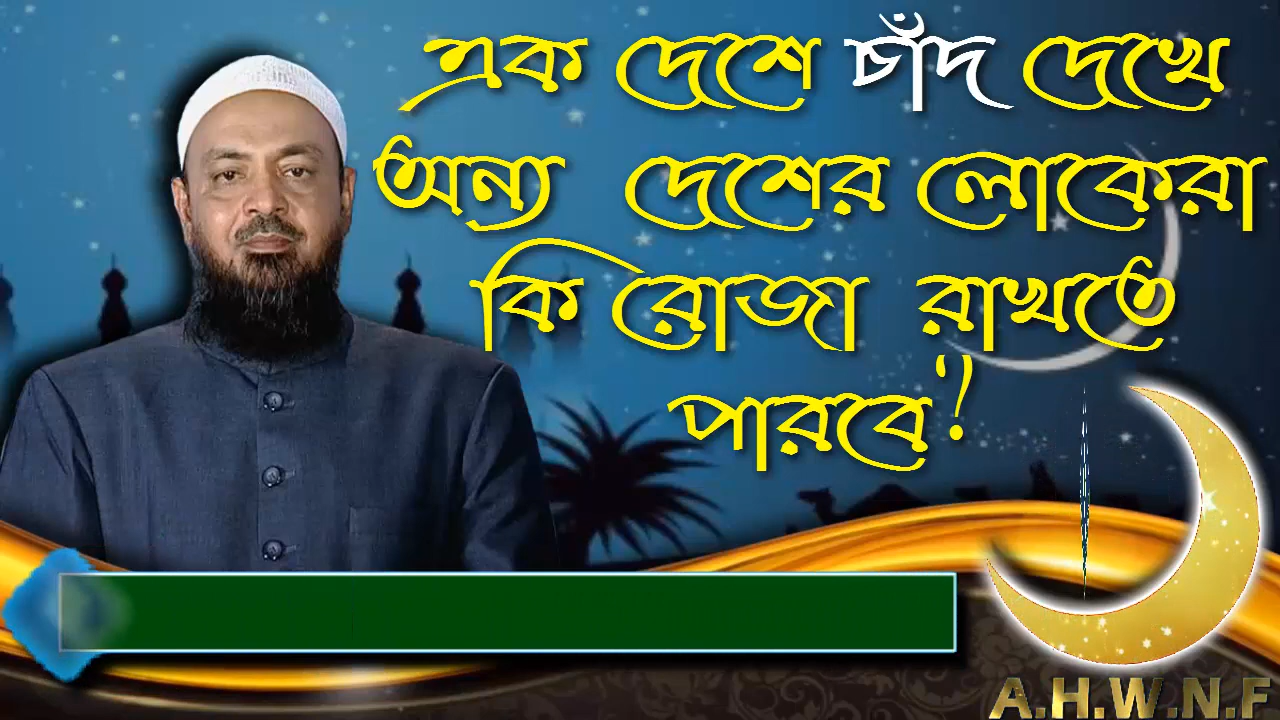 এক দেশে চাঁদ দেখে
অন্য দেশের লোকেরা
কি রোজা রাখতে
পারবে?
A.H.W.N.F